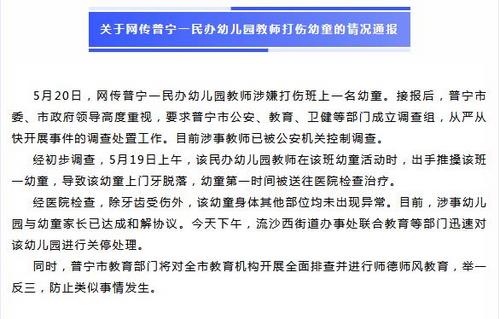 关于网传普宁一民办幼儿园教师打伤幼童的情况通报
5月20日，网传普宁一民办幼儿园教师涉嫌打伤班上一名幼童。接报后，普宁市
委、市政府领导高度重视，要求普宁市公安、教育、卫健等部门成立调查组，从严从
快开展事件的调查处置工作。目前涉事教师已被公安机关控制调查。
经初步调查，5月19日上午，该民办幼儿园教师在该班幼童活动时，出手推搡该班
一幼童，导致该幼童上门牙脱落，幼童第一时间被送往医院检查治疗。
经医院检查，除牙齿受伤外，该幼童身体其他部位均未出现异常。目前，涉事幼儿
园与幼童家长已达成和解协议。今天下午，流沙西街道办事处联合教育等部门迅速对
该幼儿园进行关停处理。
同时，普宁市教育部门将对全市教育机构开展全面排查并进行师德师风教育，举一
反三，防止类似事情发生。